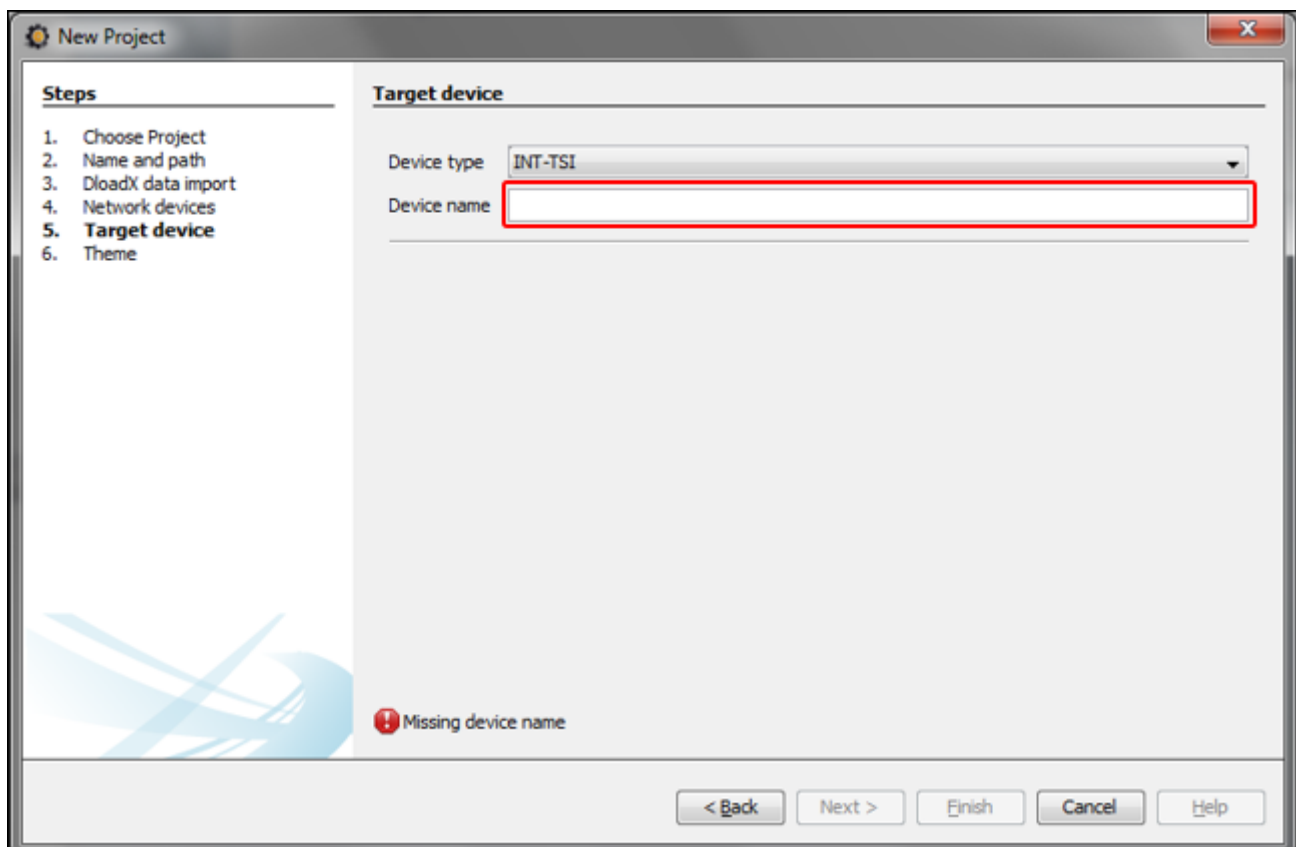 New Project
Steps
1. Choose Project
2. Name and path
3. DloadX data import
4. Network devices
5. Target device
6. Theme
Target device
Device type INT-TSI
Device name
Missing device name
< Back Next > Finish Cancel Help